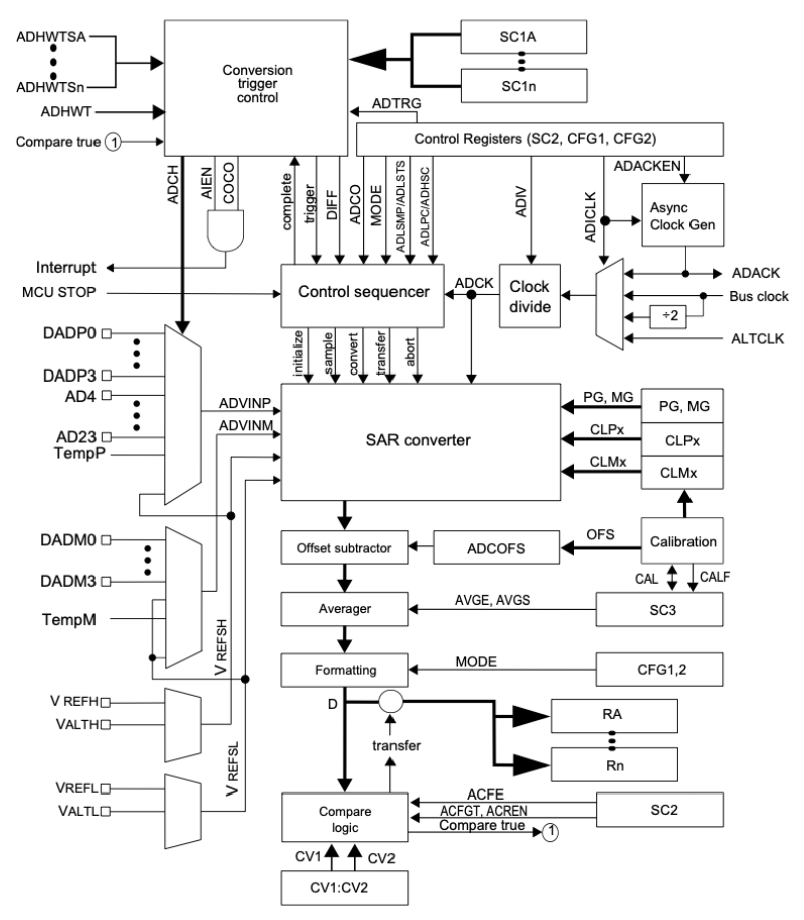 ADHWTSA
ADHWTSn
ADHWT
Compare true 1
Conversion
trigger
control
SC1A
SC1n
ADTRG
Control Registers (SC2, CFG1, CFG2)
ADACKEN
ADCH
AIEN
COCO
complete
trigger
DIFF
ADCO
MODE
ADLSMP/ADLSTS
ADLPC/ADHSC
ADIV
ADICLK
Async
Clock Gen
Interrupt
MCU STOP
Control sequencer
ADCK
Clock
divide
ADACK
Bus clock
÷2
ALTCLK
initialize
sample
convert
transfer
abort
DADP0
DADP3
AD4
AD23
TempP
ADVINP
ADVINM
SAR converter
PG, MG
PG, MG
CLPx
CLPx
CLMx
CLMx
DADM0
DADM3
TempM
Offset subtractor
ADCOFS
OFS
Calibration
CAL
CALF
Averager
AVGE, AVGS
SC3
Formatting
MODE
CFG1,2
V REFSH
V REFH
VALTH
D
transfer
RA
Rn
V REFSL
VREFL
VALTL
Compare
logic
ACFE
ACFGT, ACREN
Compare true
1
SC2
CV1
CV2
CV1:CV2